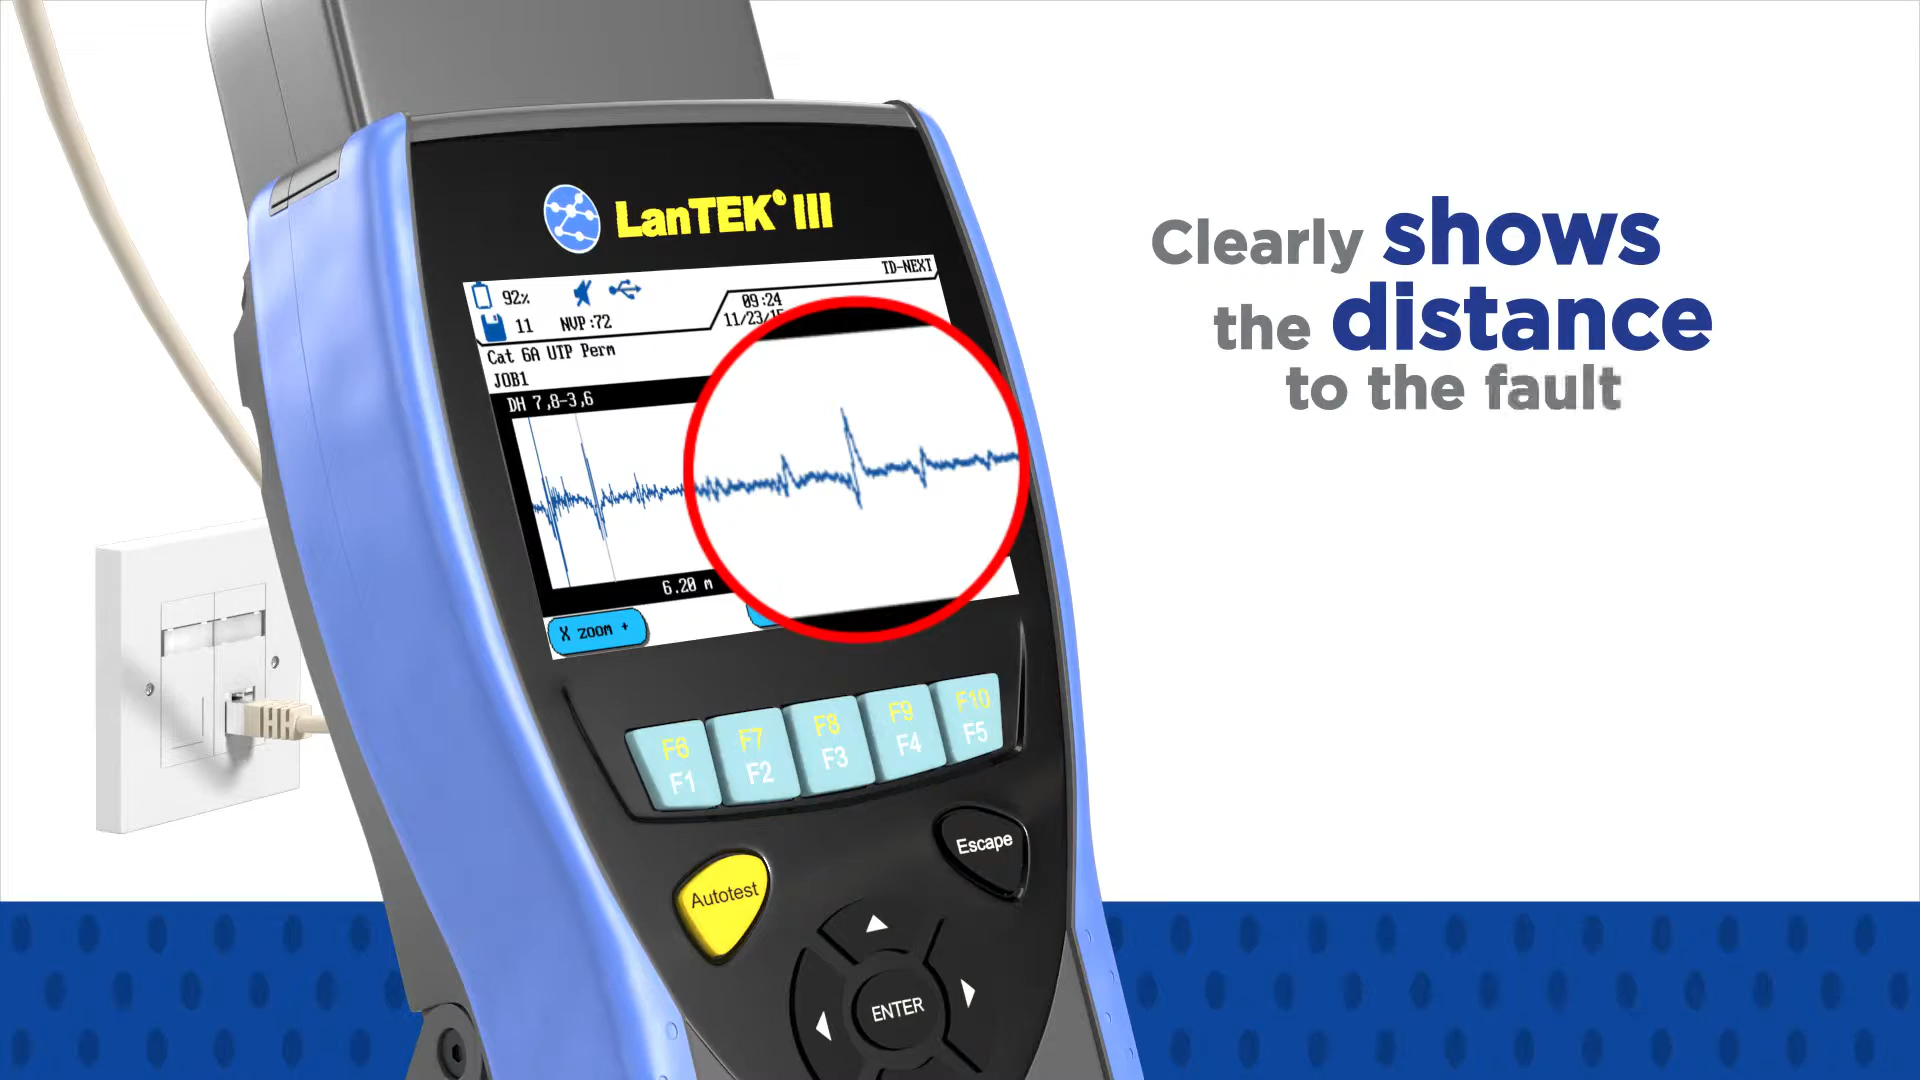 LanTEK® III
TD-NEXT
92%
09:24
11 NVP:72
Cat 6A UTP Perm
JOB1
DH 7,8-3,6
6.20 m
X ZOOM +
F6 F7 F8 F9 F10
F1 F2 F3 F4 F5
Escape
Autotest
ENTER
Clearly shows
the distance
to the fault